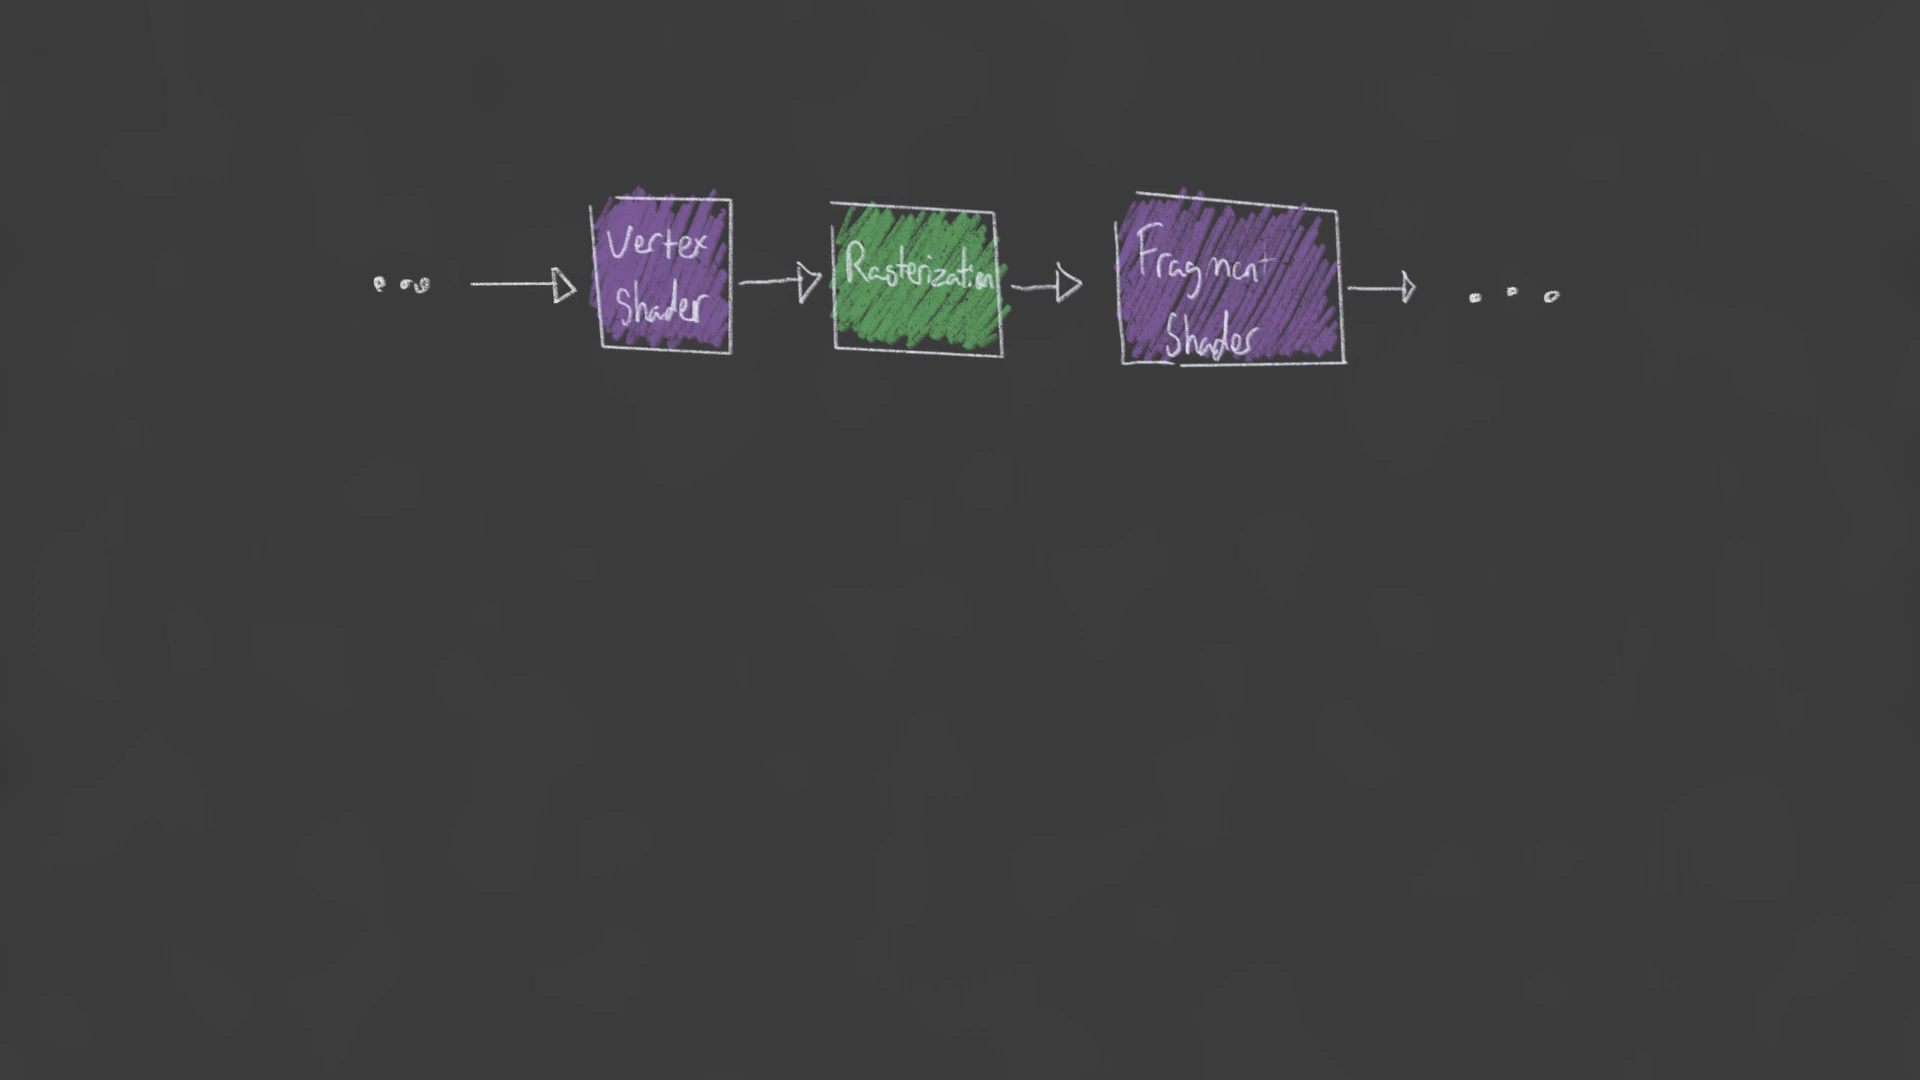 Vertex
Shader
Rasterization
Fragment
Shader